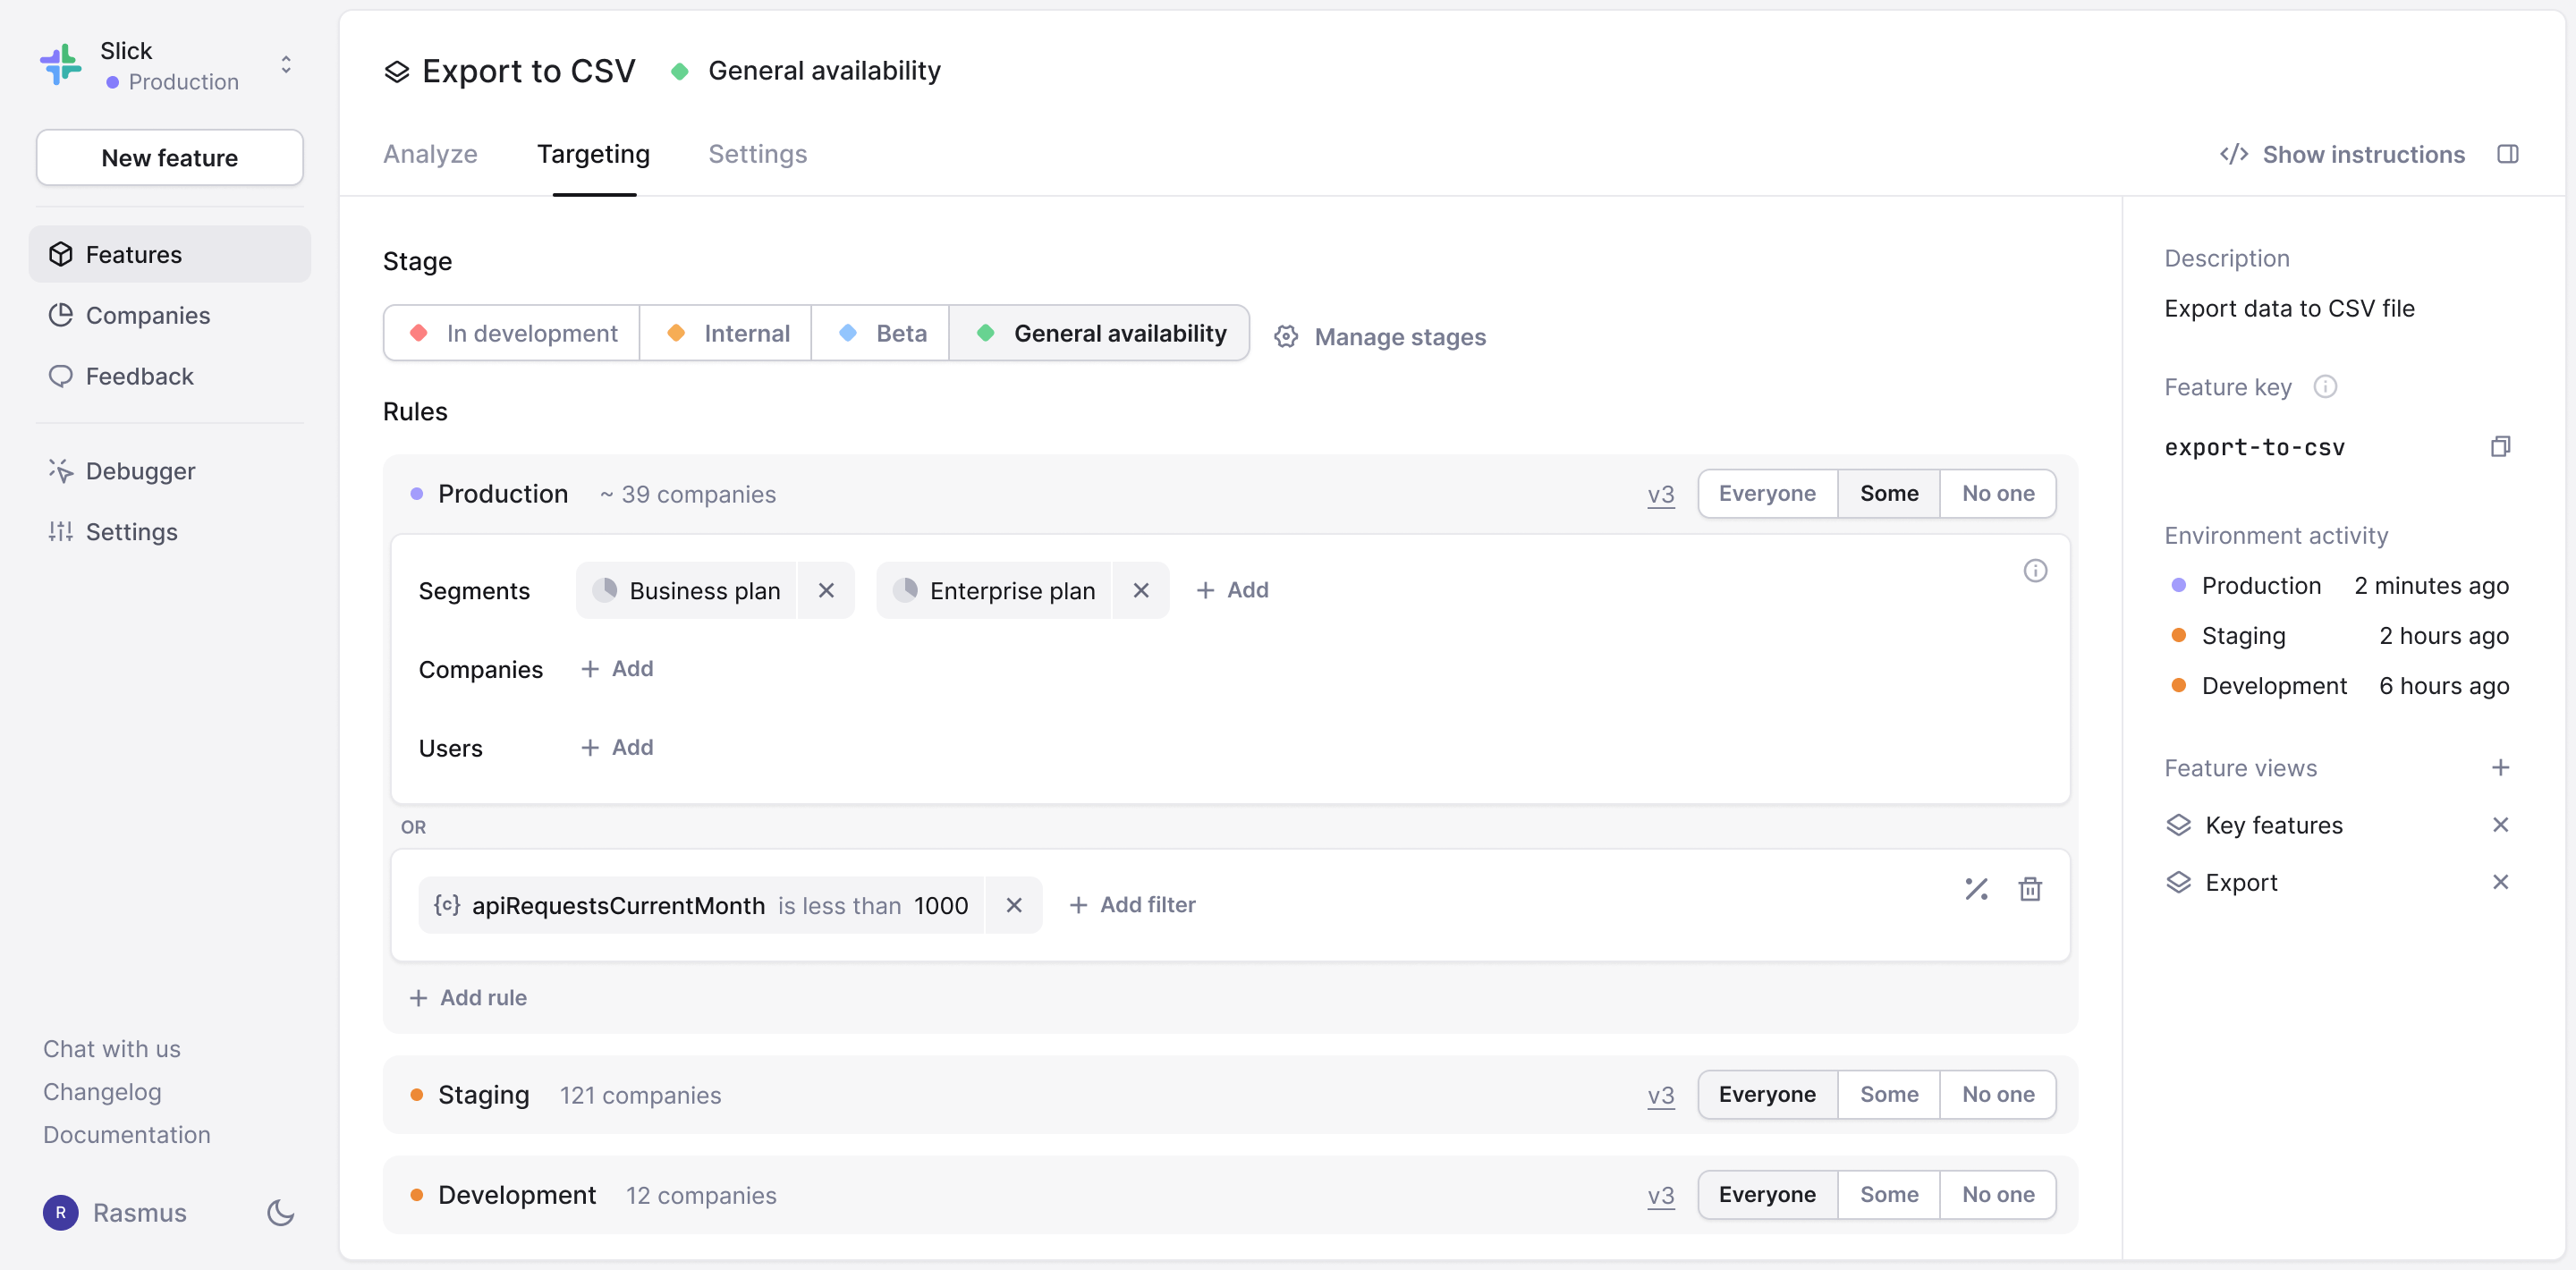 Slick
Production
New feature
Features
Companies
Feedback
Debugger
Settings
Chat with us
Changelog
Documentation
R Rasmus
Export to CSV General availability
Analyze Targeting Settings
</> Show instructions
Stage
In development Internal Beta General availability Manage stages
Rules
Production ~ 39 companies v3 Everyone Some No one
Segments Business plan Enterprise plan + Add
Companies + Add
Users + Add
OR
{c} apiRequestsCurrentMonth is less than 1000 + Add filter
+ Add rule
Staging 121 companies v3 Everyone Some No one
Development 12 companies v3 Everyone Some No one
Description
Export data to CSV file
Feature key
export-to-csv
Environment activity
Production 2 minutes ago
Staging 2 hours ago
Development 6 hours ago
Feature views
Key features
Export